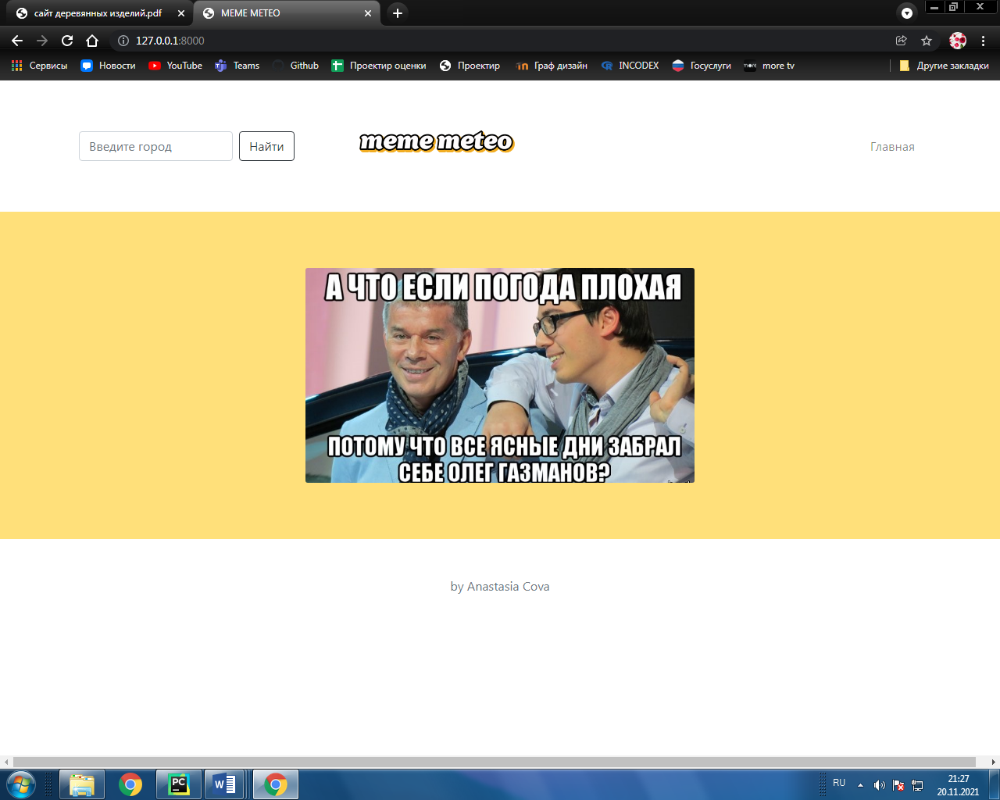 сайт деревянных изделий.pdf
MEME METEO
127.0.0.1:8000
Сервисы
Новости
YouTube
Teams
Github
Проектир оценки
Проектир
Граф дизайн
INCODEX
Госуслуги
more tv
Другие закладки
Введите город
Найти
meme meteo
Главная
А ЧТО ЕСЛИ ПОГОДА ПЛОХАЯ
ПОТОМУ ЧТО ВСЕ ЯСНЫЕ ДНИ ЗАБРАЛ
СЕБЕ ОЛЕГ ГАЗМАНОВ?
by Anastasia Cova
RU
21:27
20.11.2021